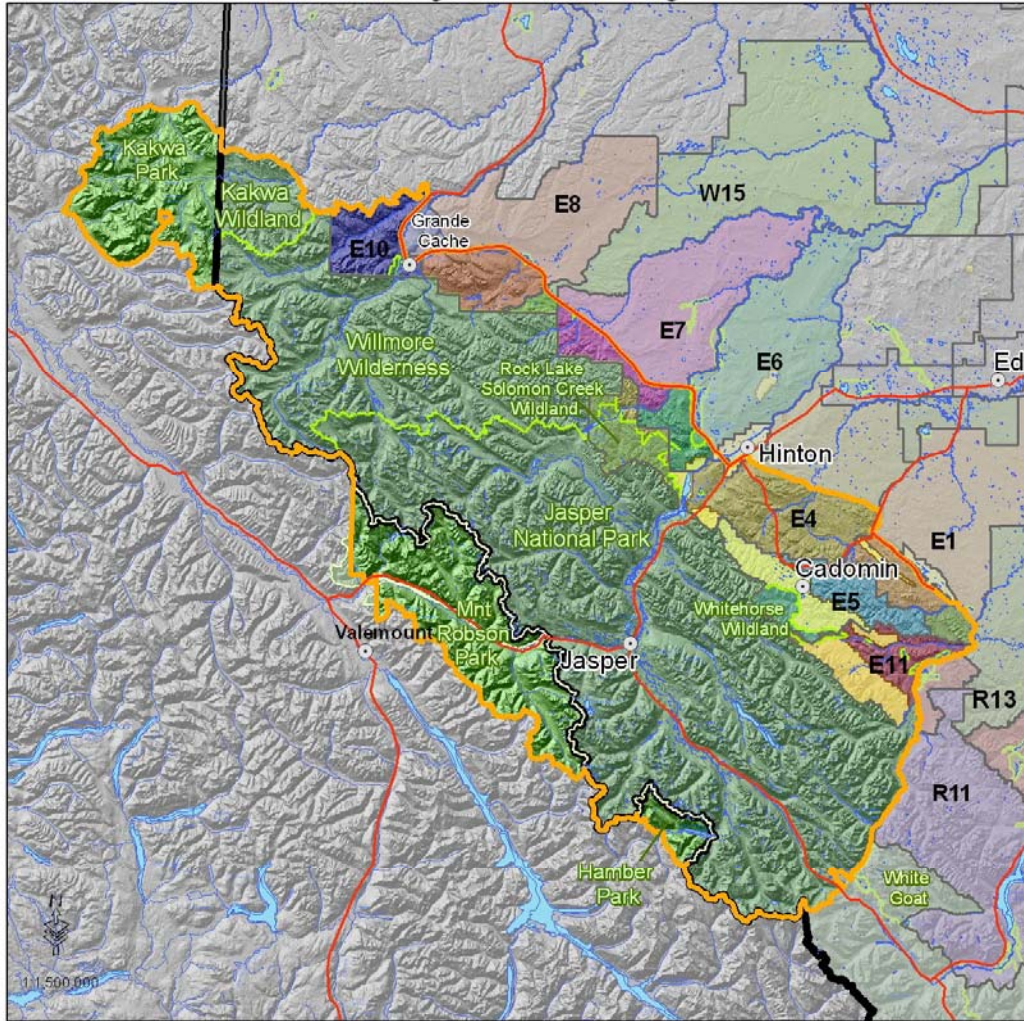 Kakwa
Park
Kakwa
Wildland
E10
Grande
Cache
E8
W15
Willmore
Wilderness
E7
Rock Lake
Solomon Creek
Wildland
E6
Ed
Hinton
Jasper
National Park
E4
E1
Cadomin
E5
Whitehorse
Wildland
Mnt
Robson
Park
Valemount
Jasper
E11
R13
R11
Hamber
Park
White
Goat
N
1:1,500,000